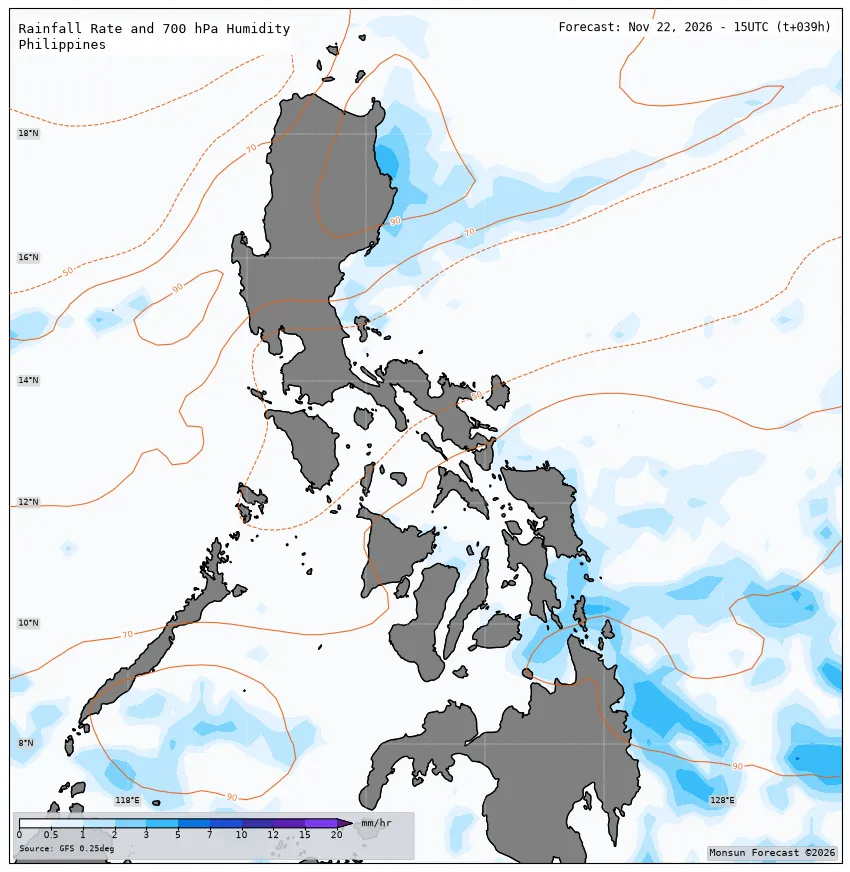 Rainfall Rate and 700 hPa Humidity
Philippines
Forecast: Nov 22, 2026 - 15UTC (t+039h)
18°N
70
90
70
16°N
50
90
14°N
50
12°N
10°N
70
8°N
90
118°E
90
128°E
mm/hr
0 0.5 1 2 3 5 7 10 12 15 20
Source: GFS 0.25deg
Monsun Forecast ©2026